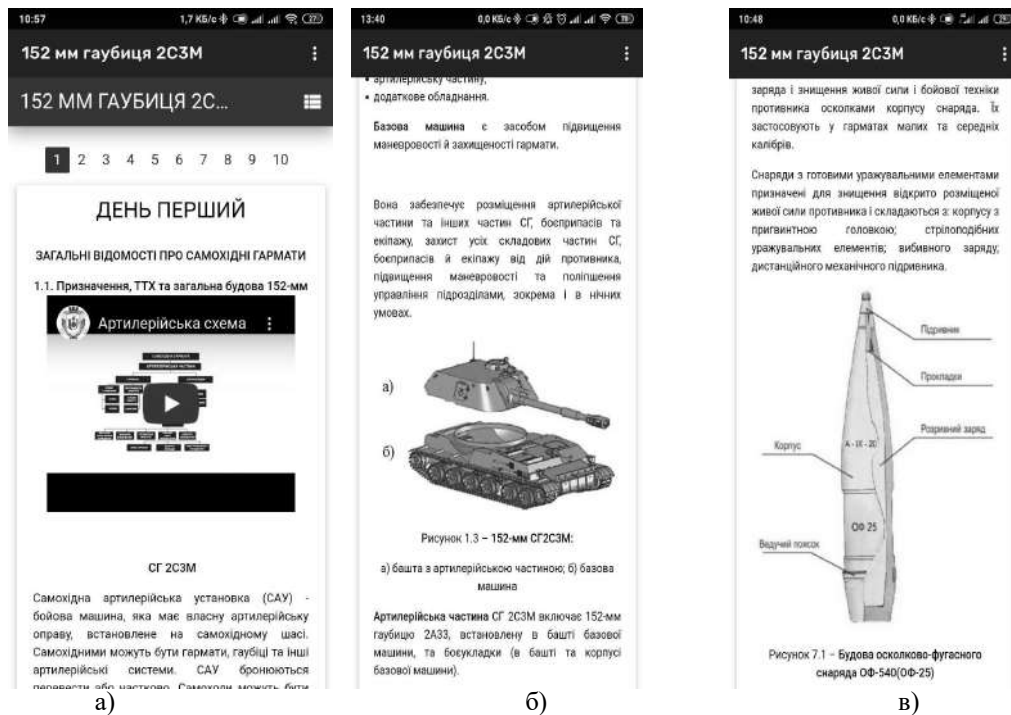 10:57
1,7 КБ/с
27
152 мм гаубиця 2С3М
152 ММ ГАУБИЦЯ 2С...
1 2 3 4 5 6 7 8 9 10
ДЕНЬ ПЕРШИЙ
ЗАГАЛЬНІ ВІДОМОСТІ ПРО САМОХІДНІ ГАРМАТИ
1.1. Призначення, ТТХ та загальна будова 152-мм
Артилерійська схема
СГ 2С3М
Самохідна артилерійська установка (САУ) -
бойова машина, яка має власну артилерійську
оправу, встановлене на самохідному шасі.
Самохідними можуть бути гармати, гаубіці та інші
артилерійські системи. САУ бронюються
перевести або частково. Самоходи можуть бути
а)
13:40
0,0 КБ/с
152 мм гаубиця 2С3М
• артилерійську частину,
• додаткове обладнання.
Базова машина є засобом підвищення
маневровості й захищеності гармати.
Вона забезпечує розміщення артилерійської
частини та інших частин СГ, боєприпасів та
екіпажу, захист усіх складових частин СГ,
боєприпасів й екіпажу від дій противника,
підвищення маневровості та поліпшення
управління підрозділами, зокрема і в нічних
умовах.
а)
б)
Рисунок 1.3 – 152-мм СГ2С3М:
а) башта з артилерійською частиною; б) базова
машина
Артилерійська частина СГ 2С3М включає 152-мм
гаубицю 2А33, встановлену в башті базової
машини, та боєукладки (в башті та корпусі
базової машини).
б)
10:48
0,0 КБ/с
152 мм гаубиця 2С3М
заряда і знищення живої сили і бойової техніки
противника осколками корпусу снаряда. Їх
застосовують у гарматах малих та середніх
калібрів.
Снаряди з готовими уражувальними елементами
призначені для знищення відкрито розміщеної
живої сили противника і складаються з: корпусу з
пригвинтною головкою; стрілоподібних
уражувальних елементів; вибивного заряду;
дистанційного механічного підривника.
Підривник
Прокладки
Розривний заряд
А - ІХ - 20
Корпус
ОФ 25
Ведучий поясок
Рисунок 7.1 – Будова осколково-фугасного
снаряда ОФ-540(ОФ-25)
в)